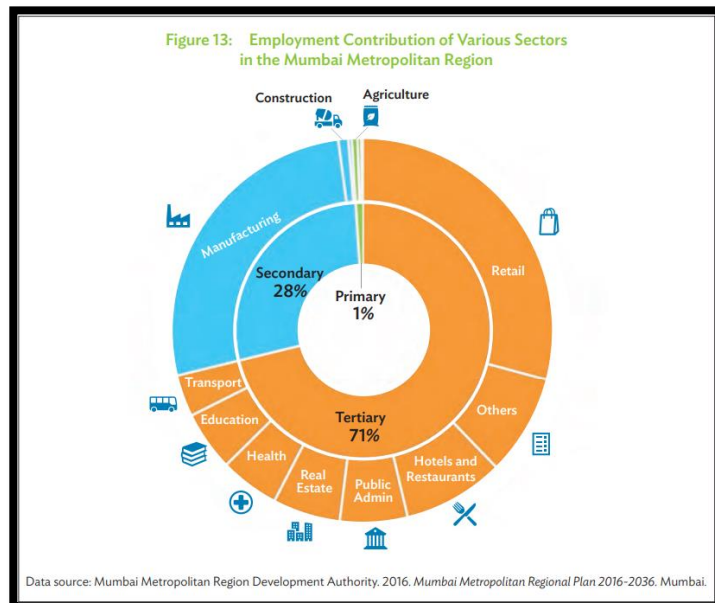 Figure 13: Employment Contribution of Various Sectors
in the Mumbai Metropolitan Region
Construction
Agriculture
Manufacturing
Retail
Secondary
28%
Primary
1%
Transport
Education
Health
Real
Estate
Public
Admin
Hotels and
Restaurants
Others
Tertiary
71%
Data source: Mumbai Metropolitan Region Development Authority. 2016. Mumbai Metropolitan Regional Plan 2016-2036. Mumbai.